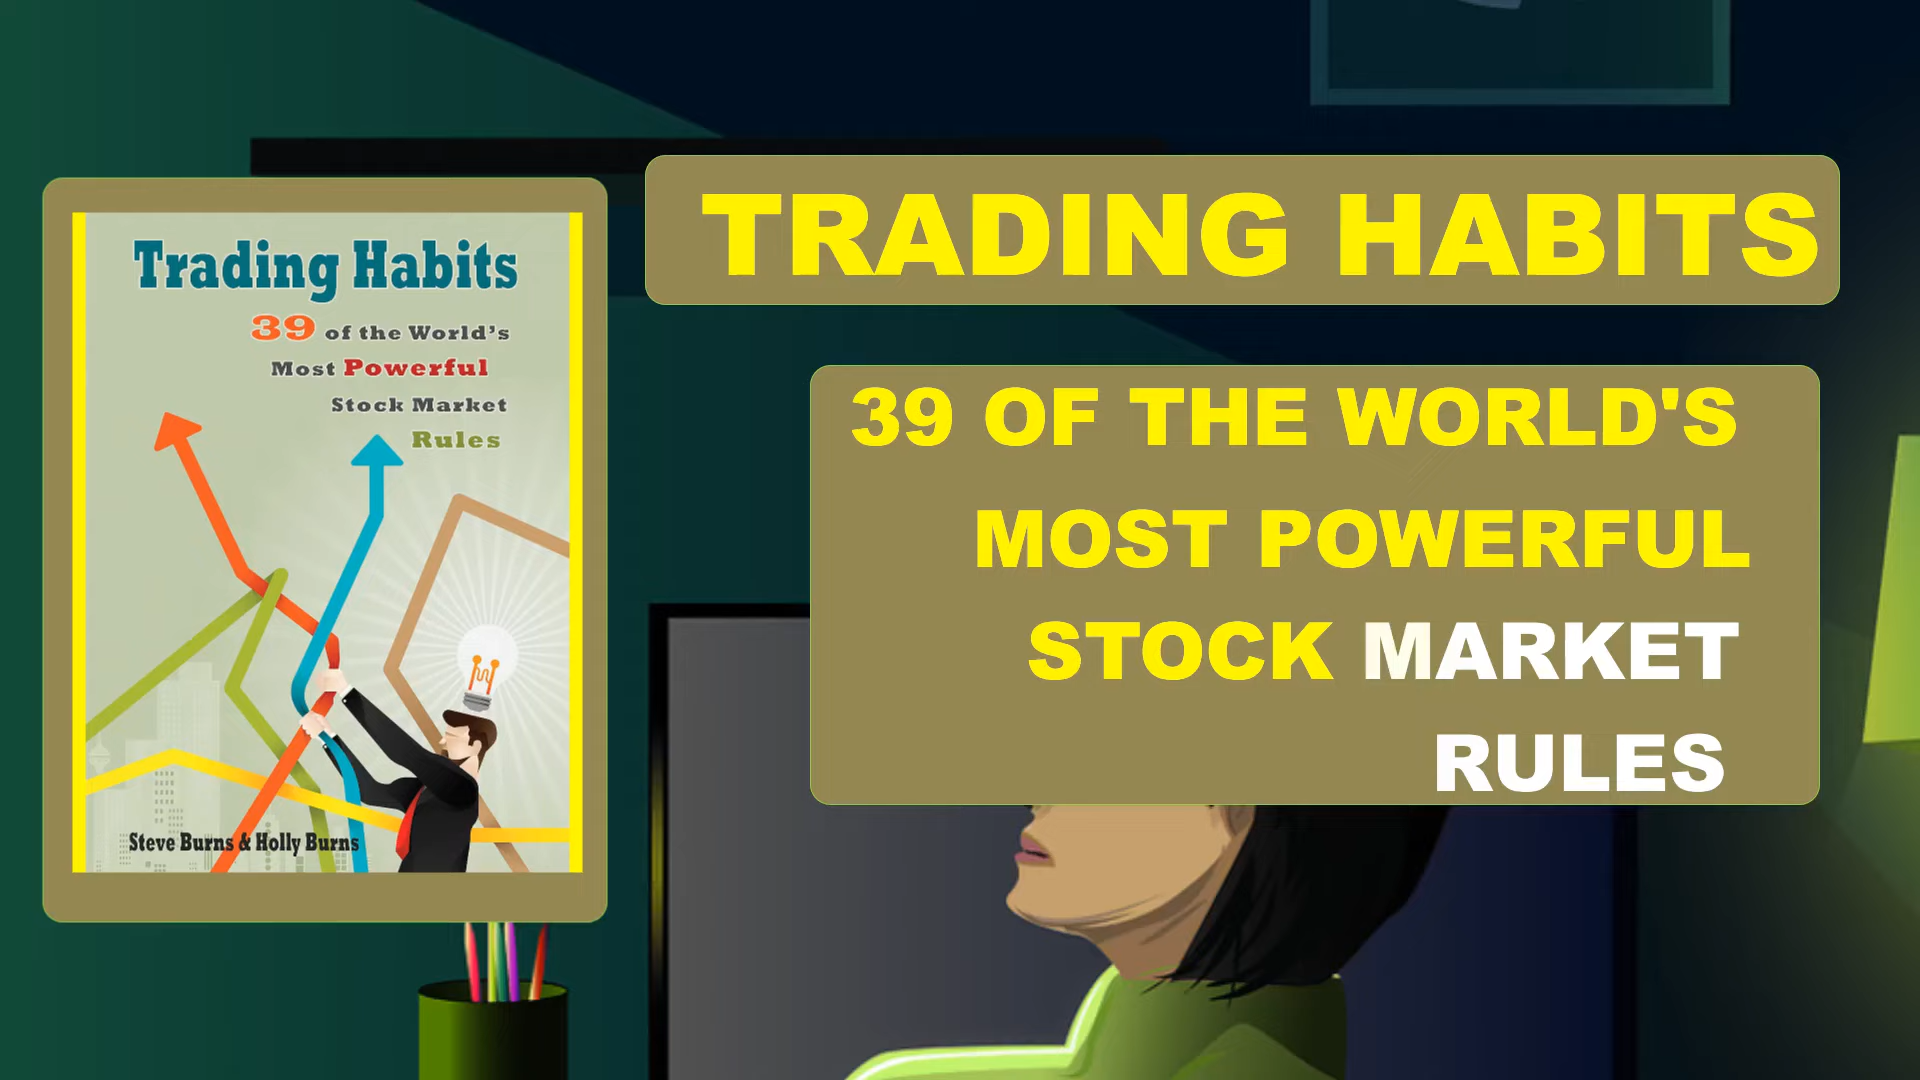 Trading Habits
39 of the World's
Most Powerful
Stock Market
Rules
Steve Burns & Holly Burns
TRADING HABITS
39 OF THE WORLD'S
MOST POWERFUL
STOCK MARKET
RULES